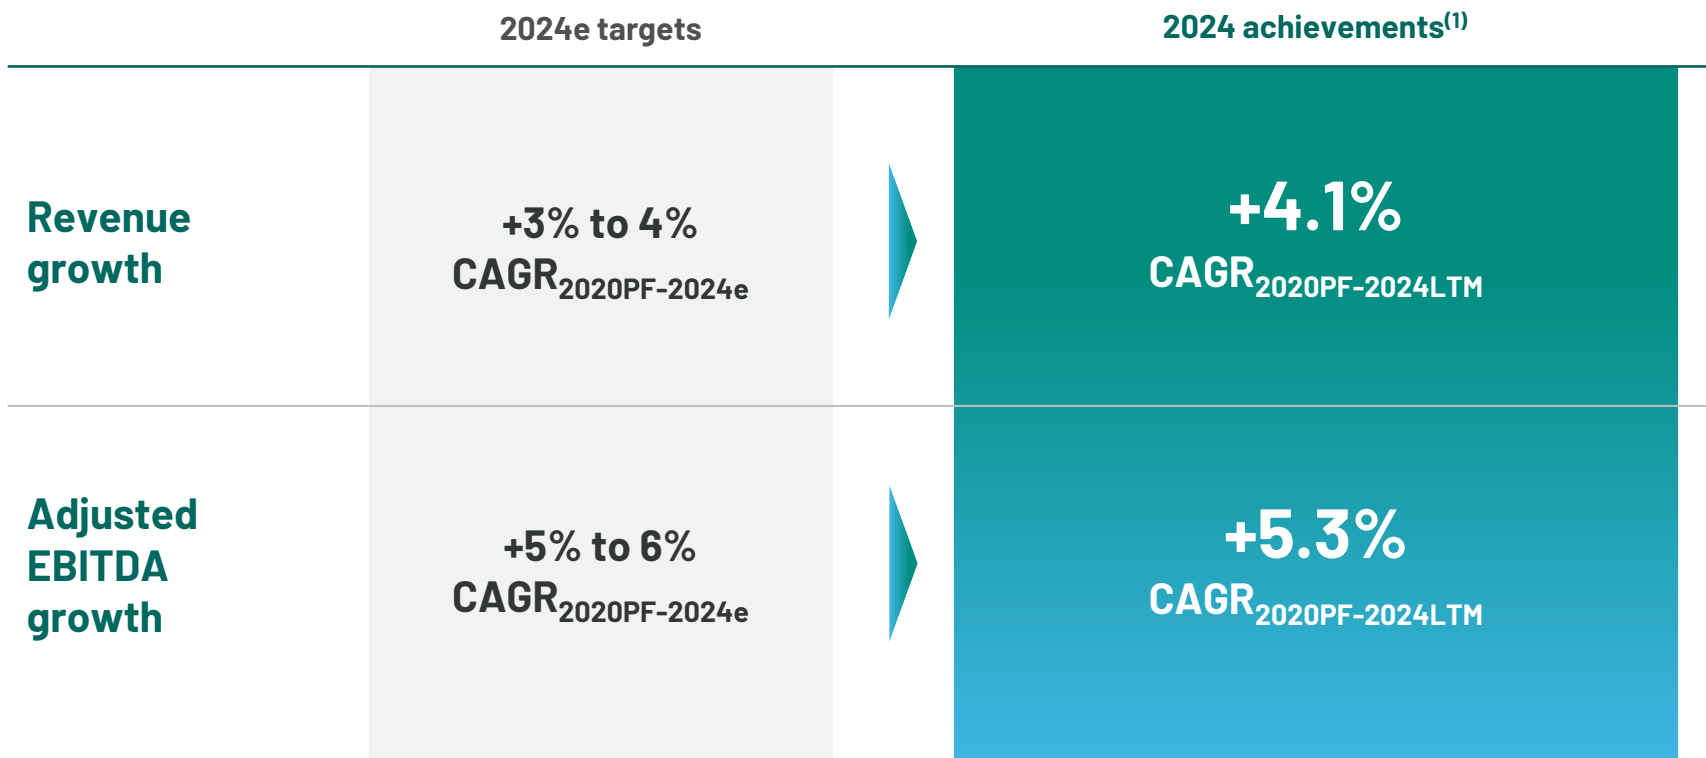 2024e targets
2024 achievements(1)
Revenue
growth
+3% to 4%
CAGR2020PF-2024e
+4.1%
CAGR2020PF-2024LTM
Adjusted
EBITDA
growth
+5% to 6%
CAGR2020PF-2024e
+5.3%
CAGR2020PF-2024LTM